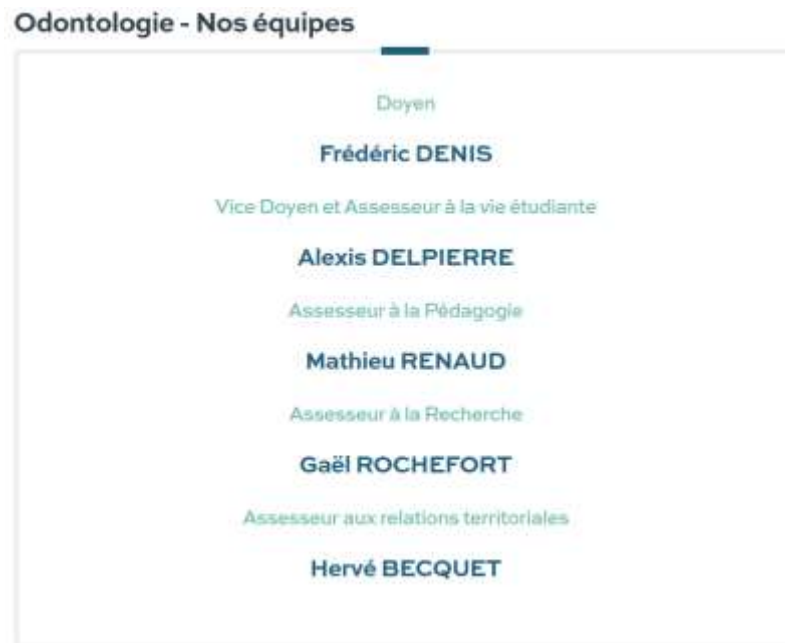 Odontologie - Nos équipes
Doyen
Frédéric DENIS
Vice Doyen et Assesseur à la vie étudiante
Alexis DELPIERRE
Assesseur à la Pédagogie
Mathieu RENAUD
Assesseur à la Recherche
Gaël ROCHEFORT
Assesseur aux relations territoriales
Hervé BECQUET